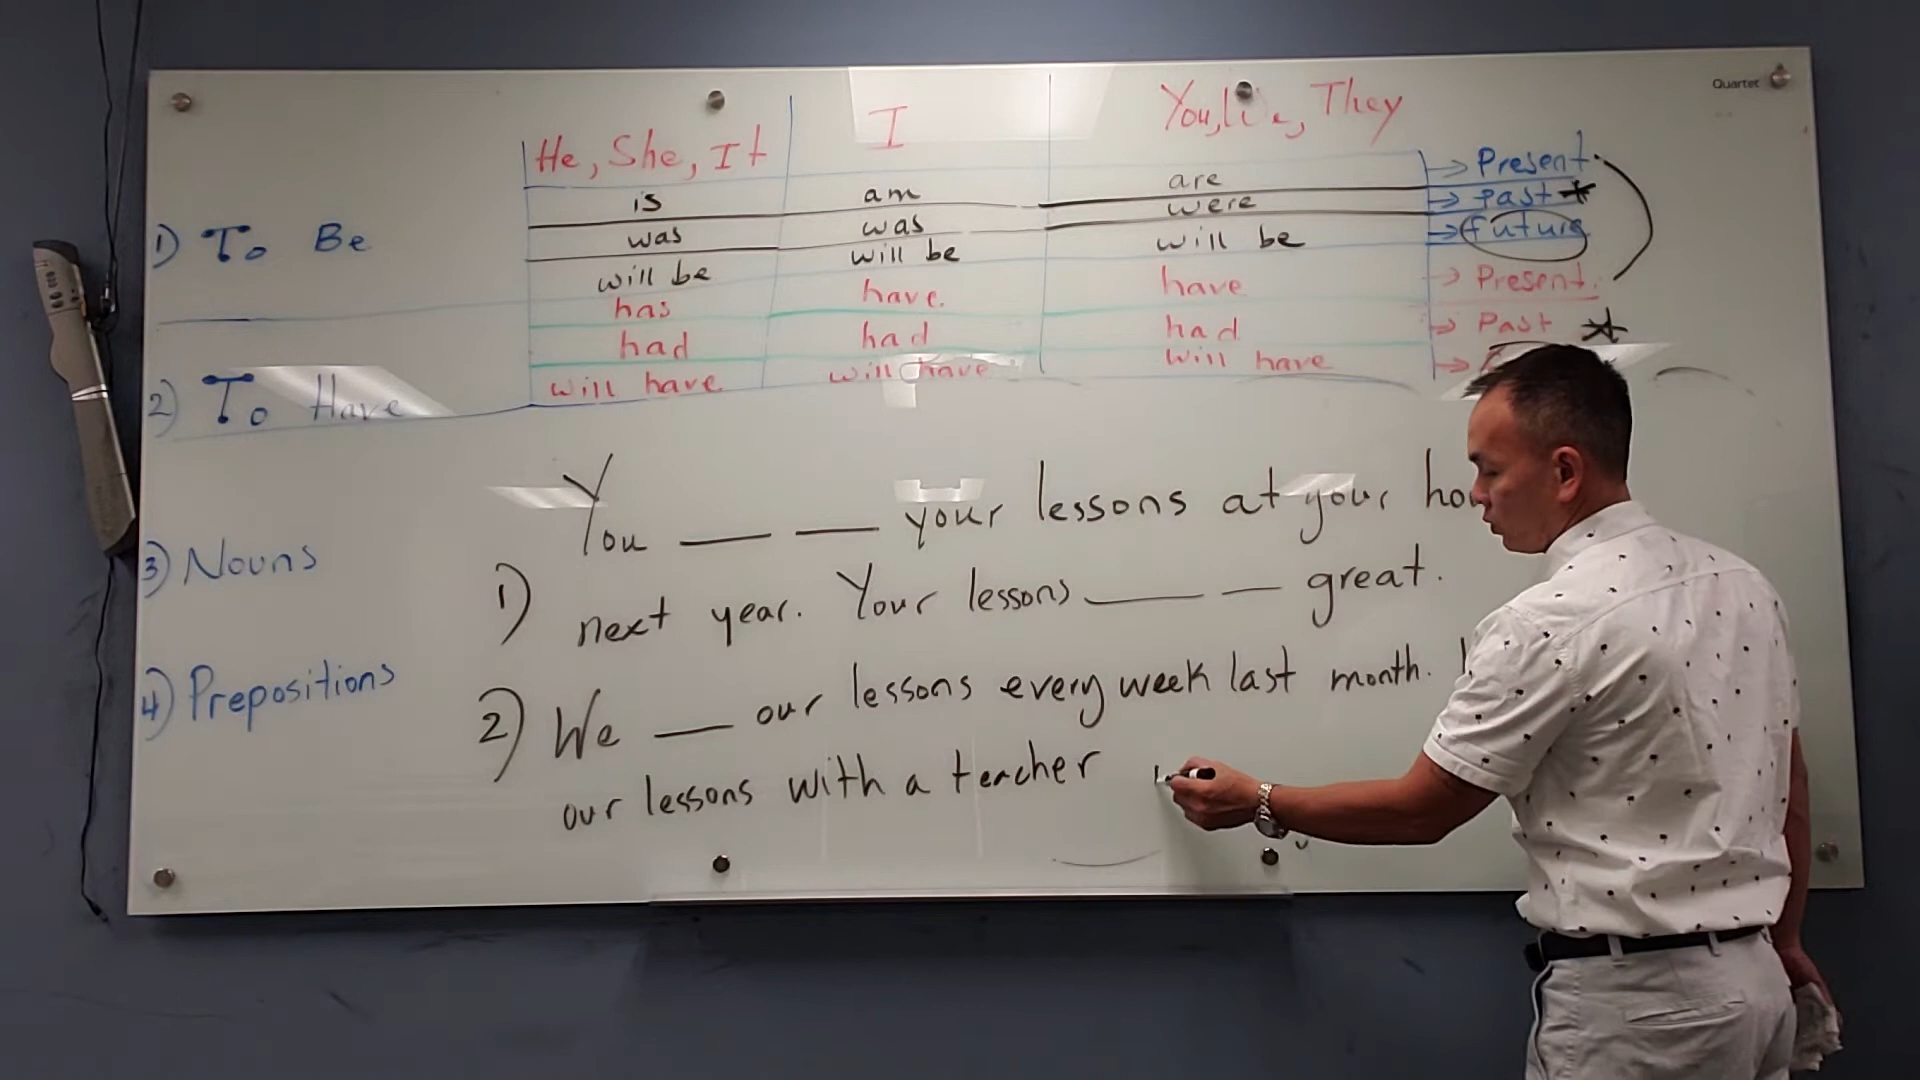 Quartet
He, She, It I You, We, They
is am are → Present
was was were → Past *
will be will be will be → future
1) To Be
has have have → Present
had had had → Past *
will have will have will have →
2) To Have
You ___ ___ your lessons at your
3) Nouns
1) next year. Your lessons ___ ___ great.
4) Prepositions
2) We ___ our lessons every week last month.
our lessons with a teacher